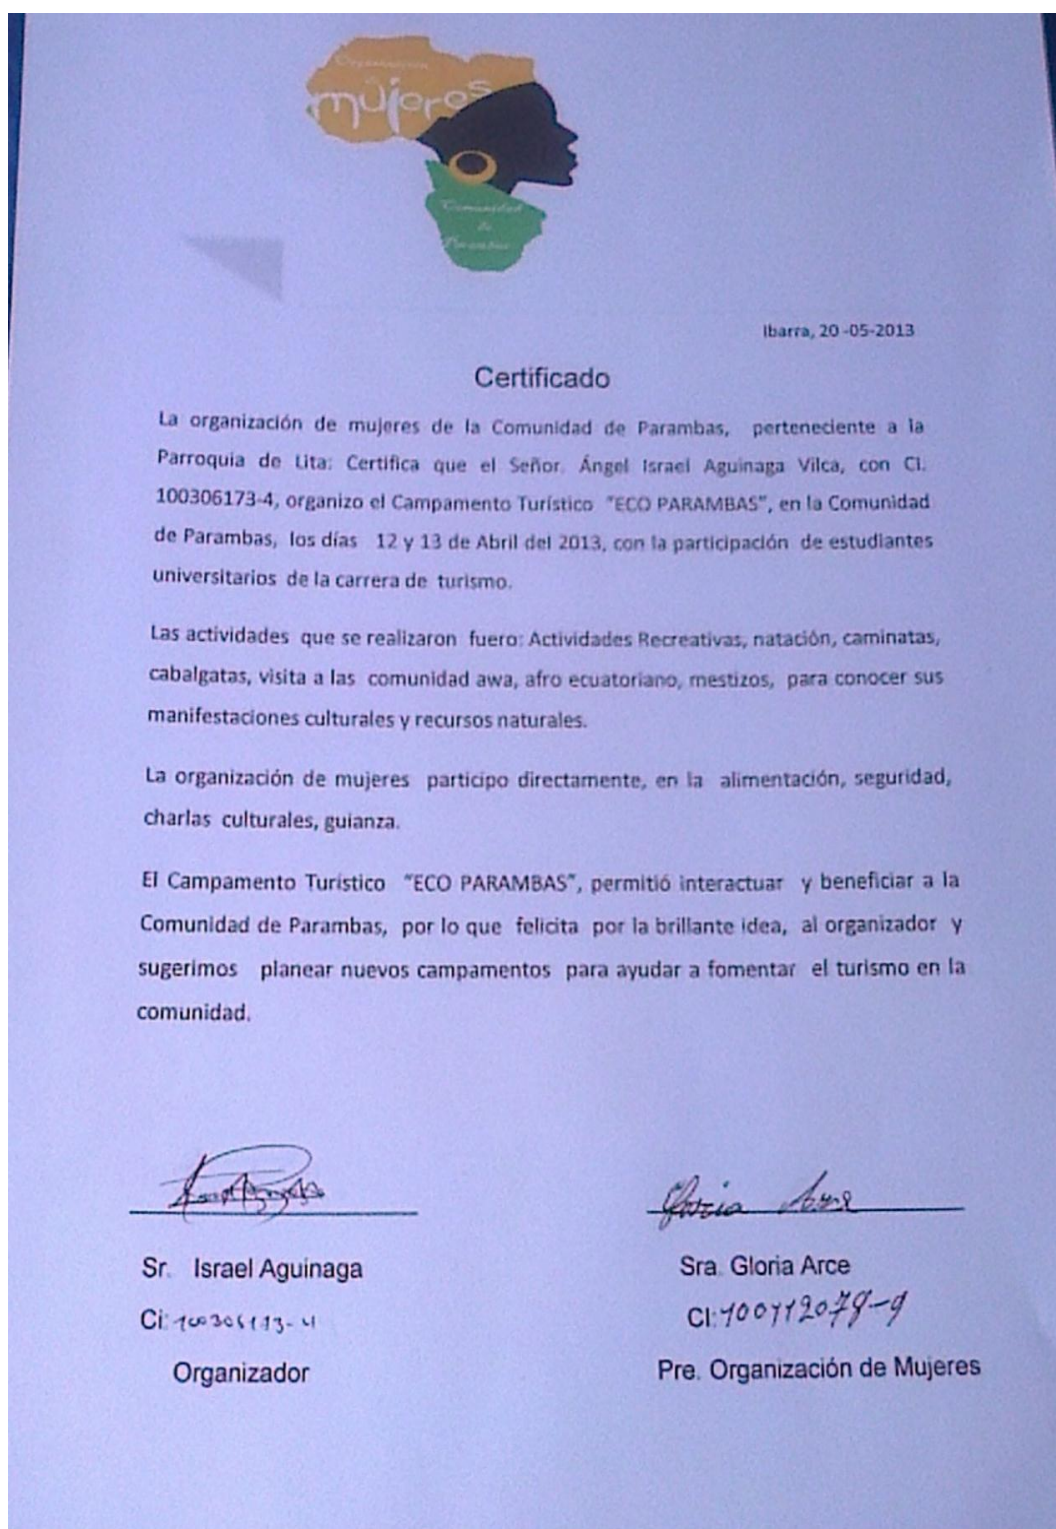 Organización
mujeres
Comunidad
de
Parambas
Ibarra, 20 -05-2013
Certificado
La organización de mujeres de la Comunidad de Parambas, perteneciente a la
Parroquia de Lita; Certifica que el Señor. Ángel Israel Aguinaga Vilca, con CI.
100306173-4, organizo el Campamento Turístico "ECO PARAMBAS", en la Comunidad
de Parambas, los días 12 y 13 de Abril del 2013, con la participación de estudiantes
universitarios de la carrera de turismo.
Las actividades que se realizaron fuero: Actividades Recreativas, natación, caminatas,
cabalgatas, visita a las comunidad awa, afro ecuatoriano, mestizos, para conocer sus
manifestaciones culturales y recursos naturales.
La organización de mujeres participo directamente, en la alimentación, seguridad,
charlas culturales, guianza.
El Campamento Turístico "ECO PARAMBAS", permitió interactuar y beneficiar a la
Comunidad de Parambas, por lo que felicita por la brillante idea, al organizador y
sugerimos planear nuevos campamentos para ayudar a fomentar el turismo en la
comunidad.
Gloria Arce
Sr. Israel Aguinaga
Sra. Gloria Arce
Ci:
CI:
Organizador
Pre. Organización de Mujeres